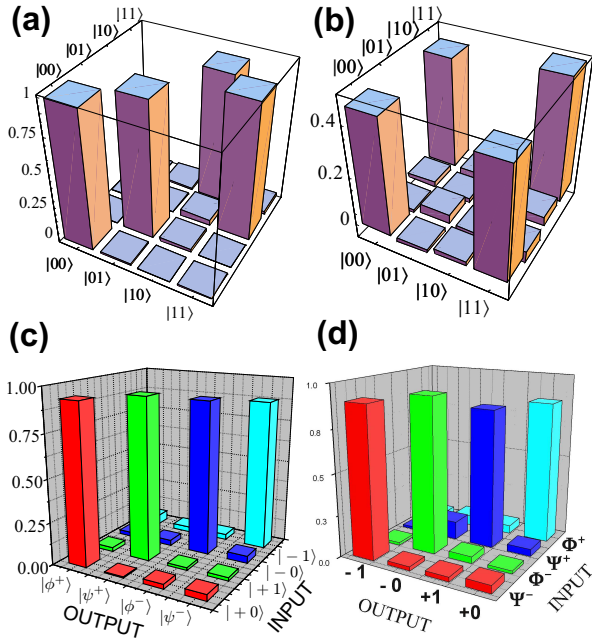 (a)
|11⟩
|10⟩
|01⟩
|00⟩
1
0.75
0.5
0.25
0
|00⟩
|01⟩
|10⟩
|11⟩
(b)
|11⟩
|10⟩
|01⟩
|00⟩
0.4
0.2
0
|00⟩
|01⟩
|10⟩
|11⟩
(c)
1.00
0.75
0.50
0.25
0.00
|ϕ⁺⟩
|ψ⁺⟩
|ϕ⁻⟩
|ψ⁻⟩
OUTPUT
|−1⟩
|−0⟩
|+1⟩
|+0⟩
INPUT
(d)
1.0
0.8
0.5
0.3
0.0
-1
-0
+1
+0
OUTPUT
Φ⁺
Ψ⁺
Φ⁻
Ψ⁻
INPUT